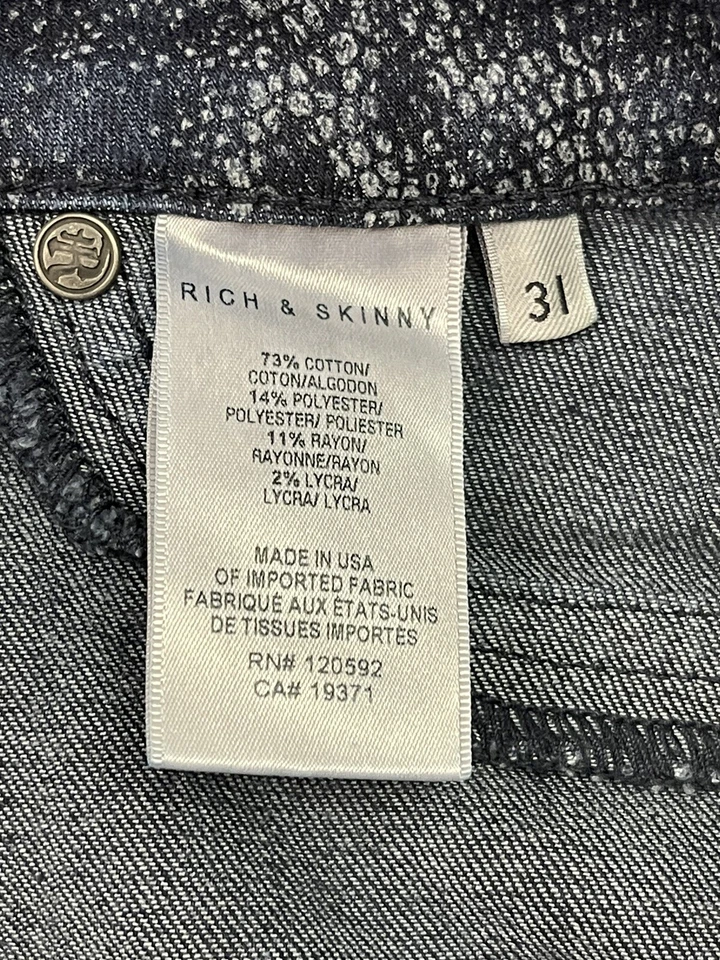 RICH & SKINNY
73% COTTON/
COTON/ALGODON
14% POLYESTER/
POLYESTER/ POLIESTER
11% RAYON/
RAYONNE/RAYON
2% LYCRA/
LYCRA/ LYCRA
MADE IN USA
OF IMPORTED FABRIC
FABRIQUÉ AUX ÉTATS-UNIS
DE TISSUES IMPORTÉS
RN# 120592
CA# 19371
31